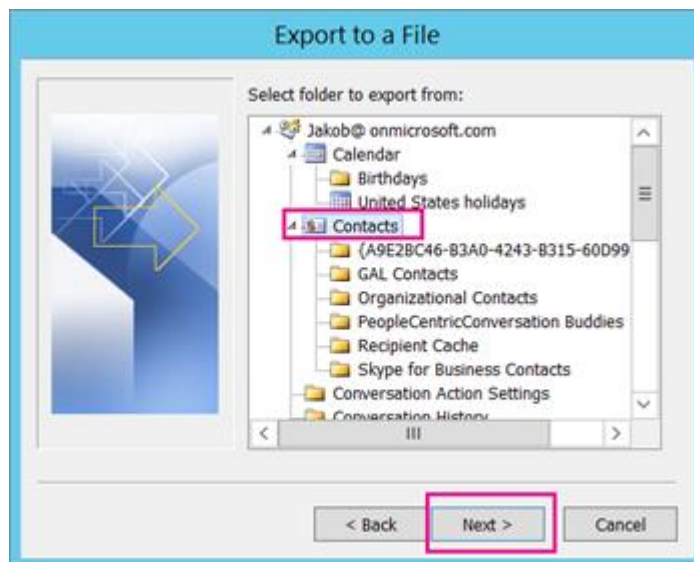 Export to a File
Select folder to export from:
Jakob@ onmicrosoft.com
Calendar
Birthdays
United States holidays
Contacts
{A9E2BC46-B3A0-4243-B315-60D99
GAL Contacts
Organizational Contacts
PeopleCentricConversation Buddies
Recipient Cache
Skype for Business Contacts
Conversation Action Settings
Conversation History
< Back Next > Cancel